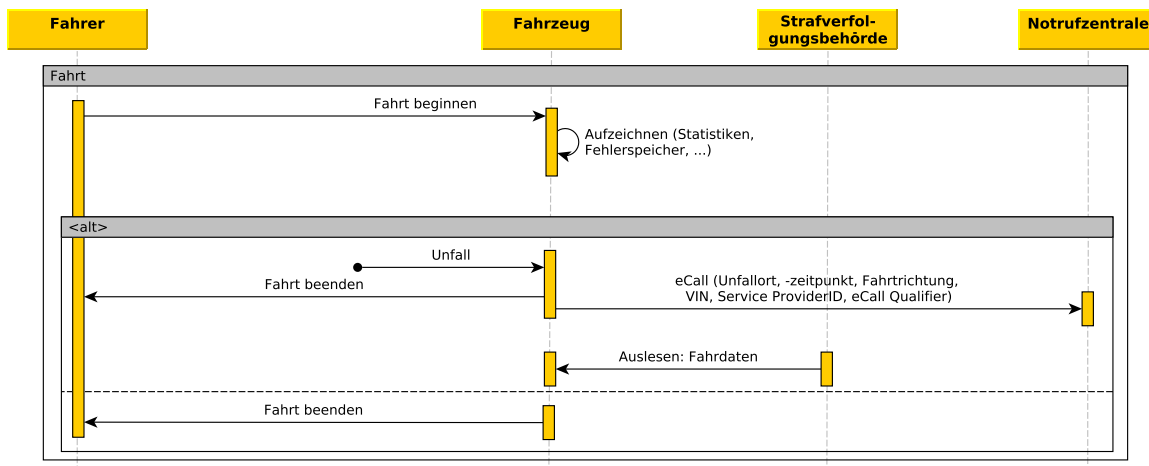 Fahrer
Fahrzeug
Strafverfol-
gungsbehörde
Notrufzentrale
Fahrt
Fahrt beginnen
Aufzeichnen (Statistiken,
Fehlerspeicher, ...)
<alt>
Unfall
Fahrt beenden
eCall (Unfallort, -zeitpunkt, Fahrtrichtung,
VIN, Service ProviderID, eCall Qualifier)
Auslesen: Fahrdaten
Fahrt beenden